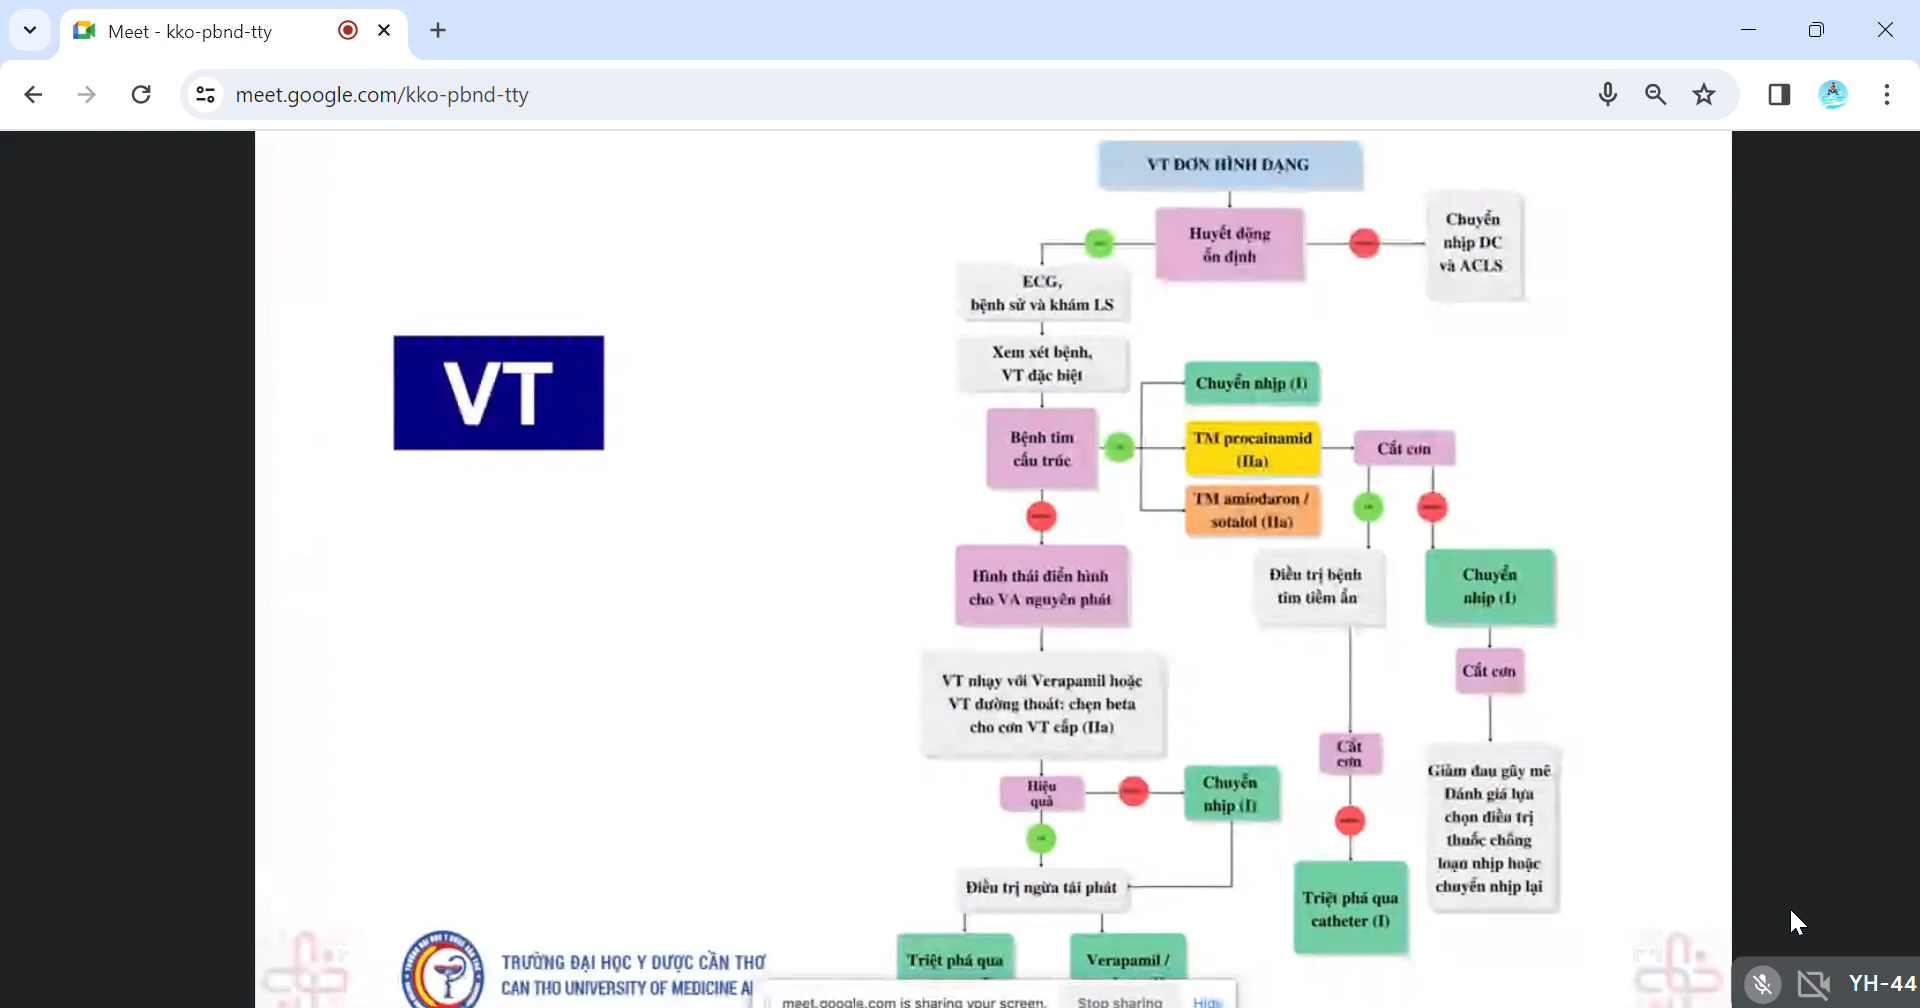 Meet - kko-pbnd-tty
meet.google.com/kko-pbnd-tty
VT ĐƠN HÌNH DẠNG
Huyết động
ổn định
Chuyển
nhịp DC
và ACLS
ECG,
bệnh sử và khám LS
Xem xét bệnh,
VT đặc biệt
VT
Bệnh tim
cấu trúc
Chuyển nhịp (I)
TM procainamid
(IIa)
TM amiodaron /
sotalol (IIa)
Cắt cơn
Hình thái điển hình
cho VA nguyên phát
Điều trị bệnh
tim tiềm ẩn
Chuyển
nhịp (I)
Cắt cơn
VT nhạy với Verapamil hoặc
VT đường thoát: chẹn beta
cho cơn VT cấp (IIa)
Cắt
cơn
Hiệu
quả
Chuyển
nhịp (I)
Giảm đau gây mê
Đánh giá lựa
chọn điều trị
thuốc chống
loạn nhịp hoặc
chuyển nhịp lại
Điều trị ngừa tái phát
Triệt phá qua
catheter (I)
Triệt phá qua
Verapamil /
TRƯỜNG ĐẠI HỌC Y DƯỢC CẦN THƠ
CAN THO UNIVERSITY OF MEDICINE
meet.google.com is sharing your screen.
Stop sharing
Hide
YH-44